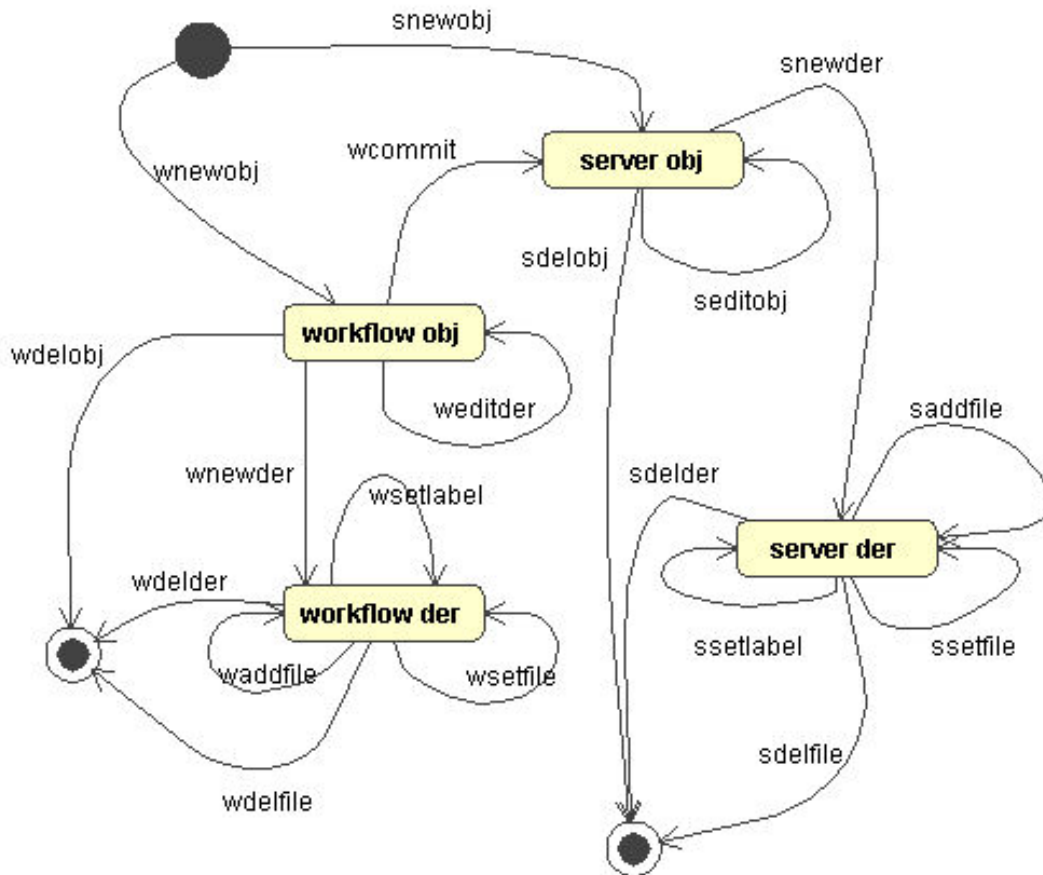 snewobj
snewder
wcommit
server obj
wnewobj
sdelobj
seditobj
workflow obj
wdelobj
weditder
saddfile
wnewder
wsetlabel
sdelder
server der
wdelder
workflow der
waddfile
wsetfile
ssetlabel
ssetfile
sdelfile
wdelfile